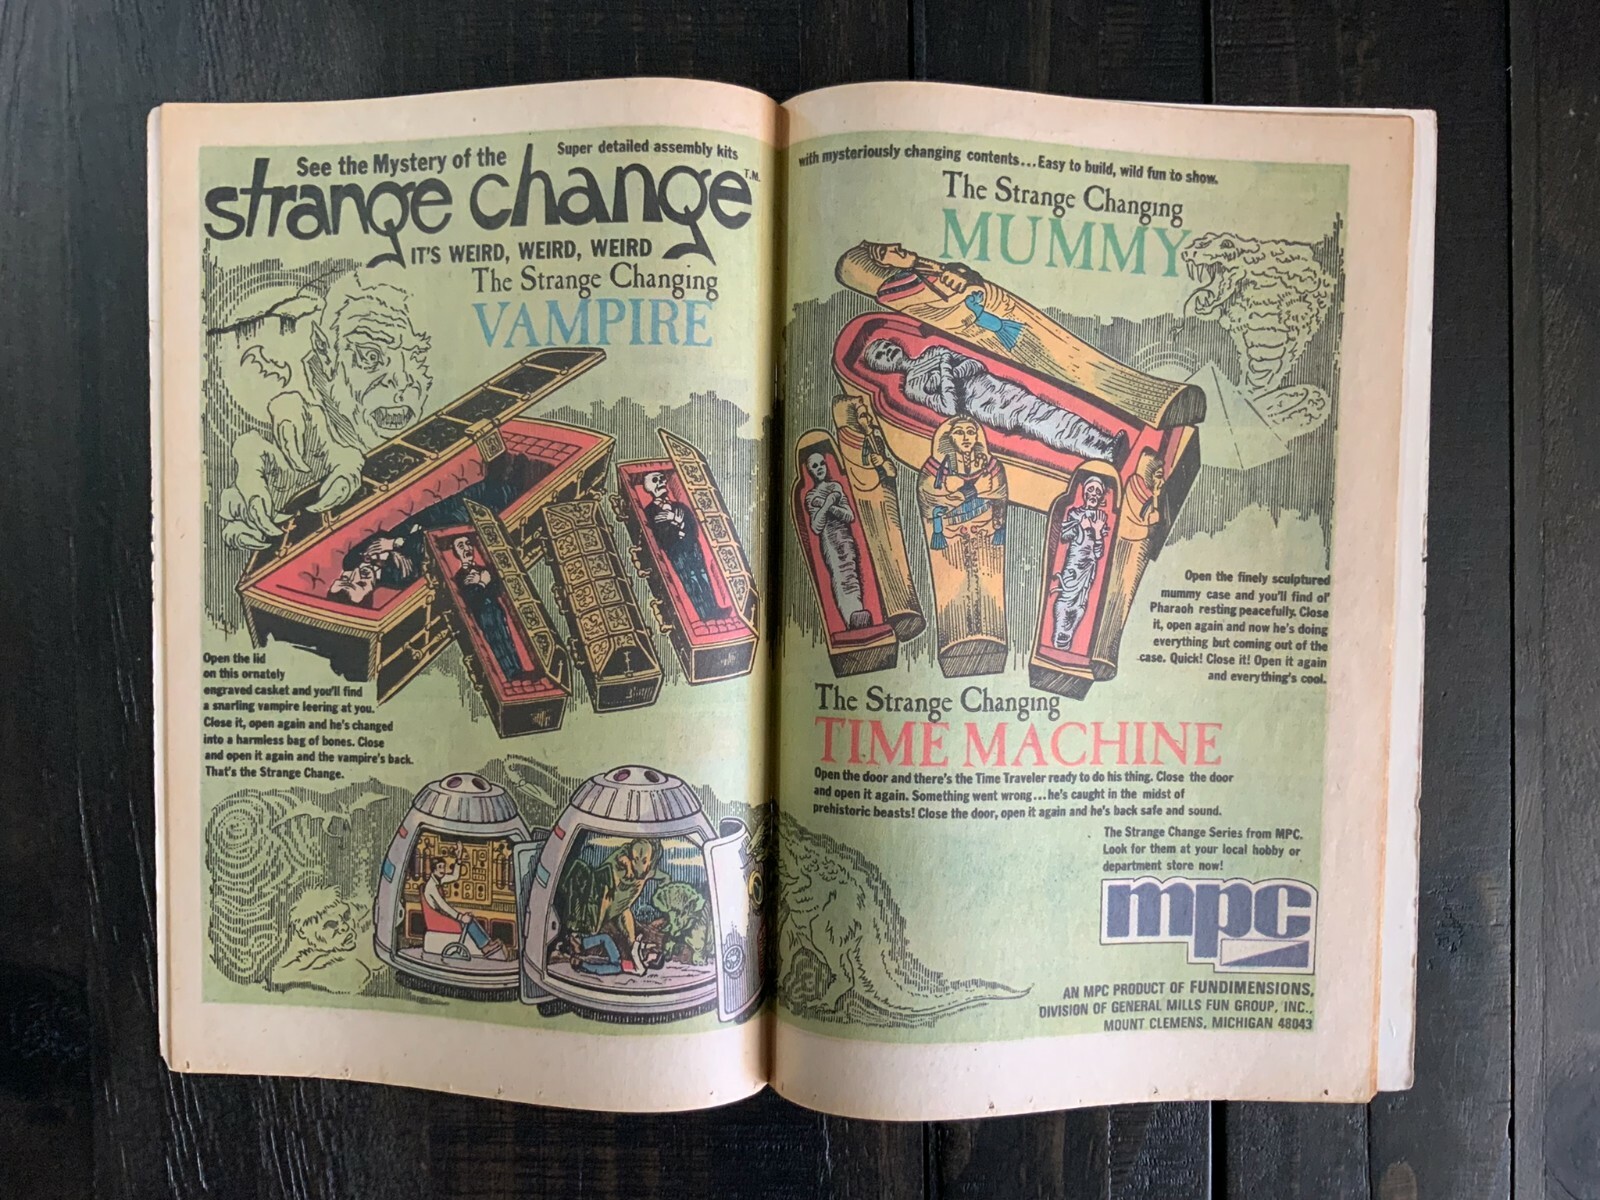 See the Mystery of the
Super detailed assembly kits
strange change T.M.
IT'S WEIRD, WEIRD, WEIRD
The Strange Changing
VAMPIRE
Open the lid
on this ornately
engraved casket and you'll find
a snarling vampire leering at you.
Close it, open again and he's changed
into a harmless bag of bones. Close
and open it again and the vampire's back.
That's the Strange Change.
with mysteriously changing contents...Easy to build, wild fun to show.
The Strange Changing
MUMMY
Open the finely sculptured
mummy case and you'll find ol'
Pharaoh resting peacefully. Close
it, open again and now he's doing
everything but coming out of the
case. Quick! Close it! Open it again
and everything's cool.
The Strange Changing
TIME MACHINE
Open the door and there's the Time Traveler ready to do his thing. Close the door
and open it again. Something went wrong...he's caught in the midst of
prehistoric beasts! Close the door, open it again and he's back safe and sound.
The Strange Change Series from MPC.
Look for them at your local hobby or
department store now!
mpc
AN MPC PRODUCT OF FUNDIMENSIONS,
DIVISION OF GENERAL MILLS FUN GROUP, INC.,
MOUNT CLEMENS, MICHIGAN 48043